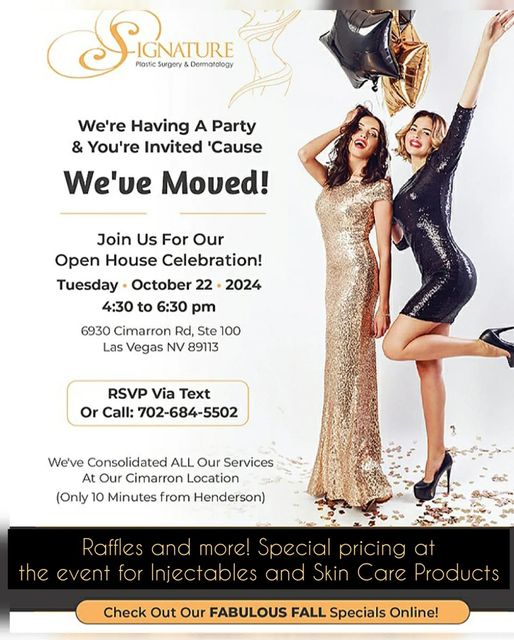 SIGNATURE
Plastic Surgery & Dermatology
We're Having A Party
& You're Invited 'Cause
We've Moved!
Join Us For Our
Open House Celebration!
Tuesday • October 22 • 2024
4:30 to 6:30 pm
6930 Cimarron Rd, Ste 100
Las Vegas NV 89113
RSVP Via Text
Or Call: 702-684-5502
We've Consolidated ALL Our Services
At Our Cimarron Location
(Only 10 Minutes from Henderson)
Raffles and more! Special pricing at
the event for Injectables and Skin Care Products
Check Out Our FABULOUS FALL Specials Online!